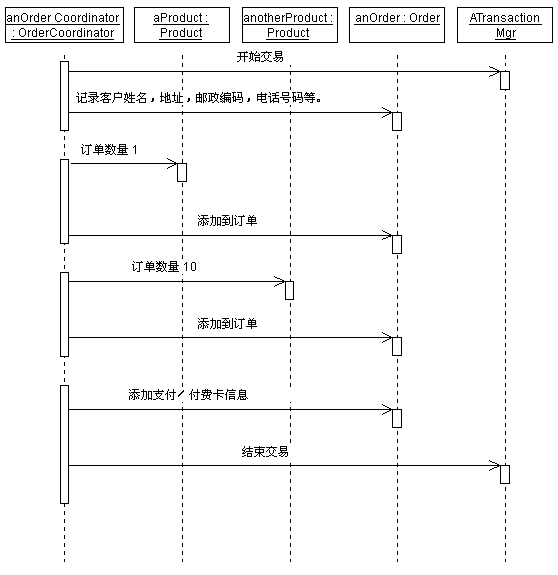 anOrder Coordinator
: OrderCoordinator
aProduct :
Product
anotherProduct :
Product
anOrder : Order
ATransaction
Mgr
开始交易
记录客户姓名，地址，邮政编码，电话号码等。
订单数量 1
添加到订单
订单数量 10
添加到订单
添加支付／付费卡信息
结束交易